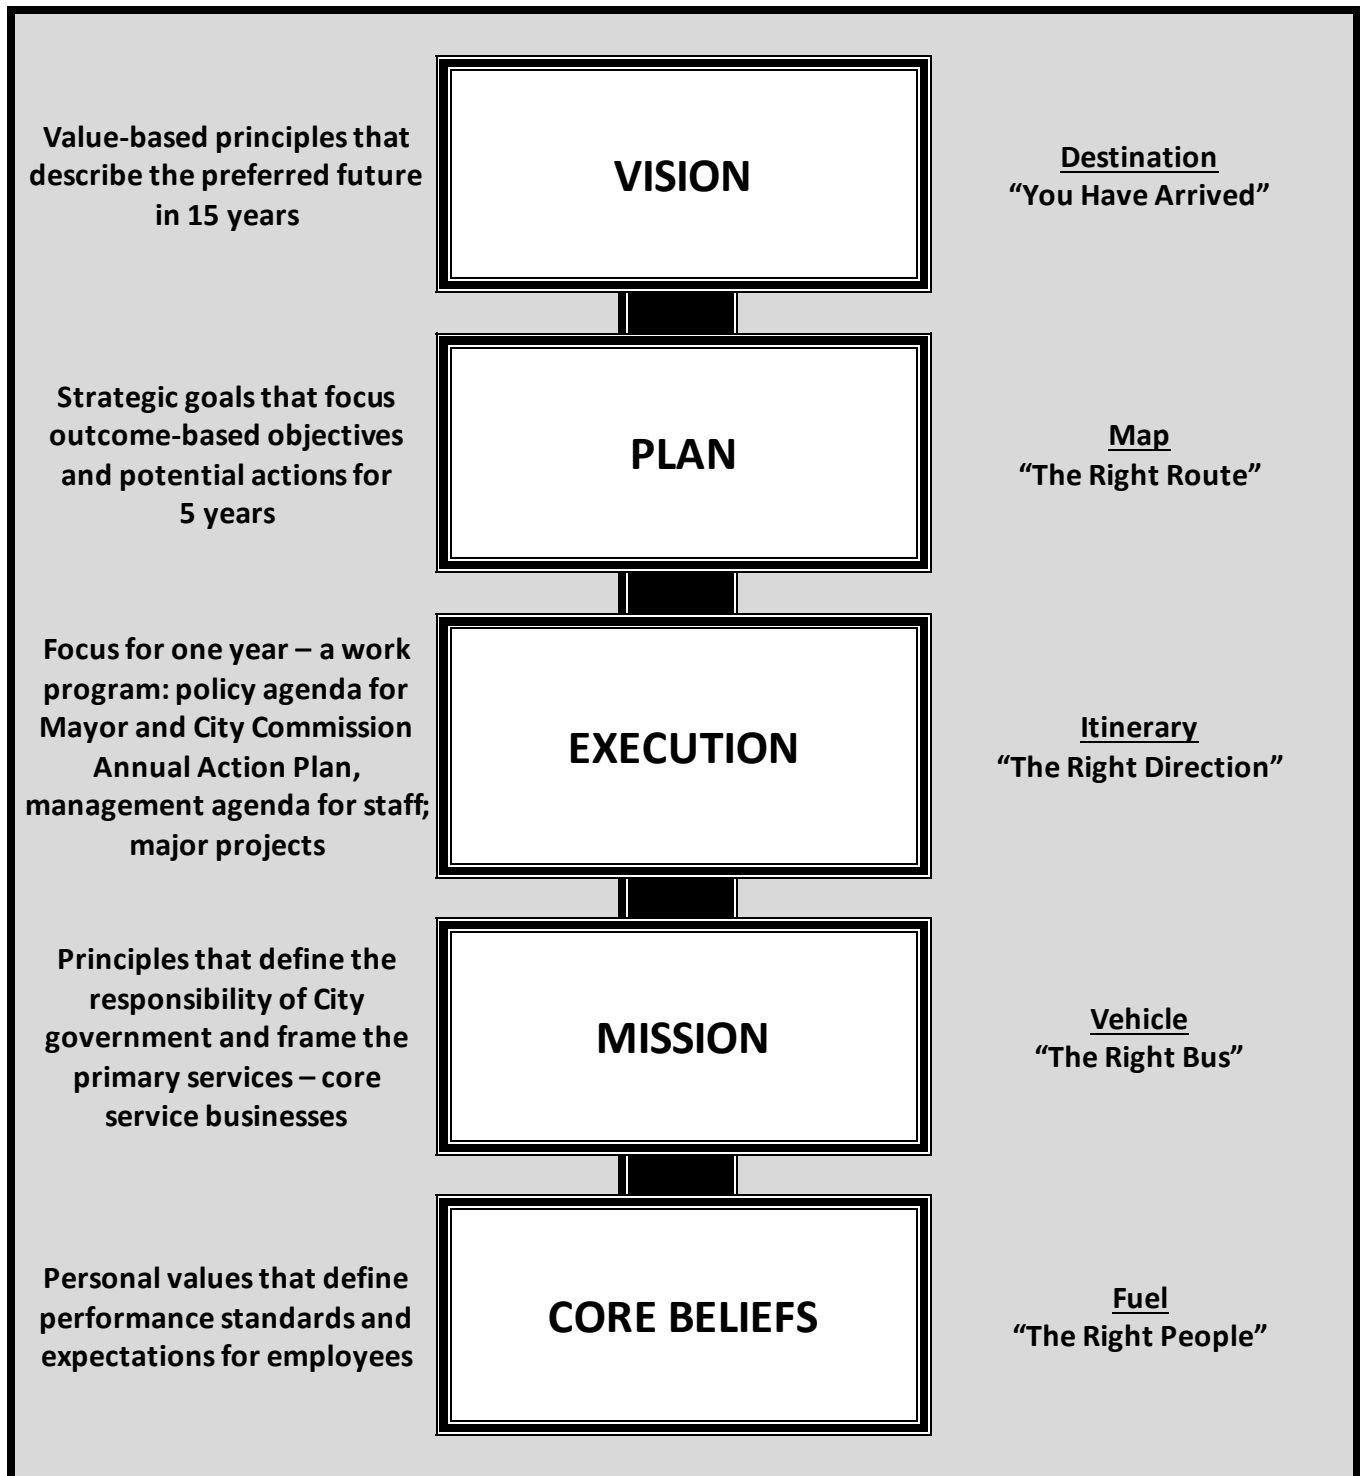 Value-based principles that
describe the preferred future
in 15 years
VISION
Destination
“You Have Arrived”
Strategic goals that focus
outcome-based objectives
and potential actions for
5 years
PLAN
Map
“The Right Route”
Focus for one year – a work
program: policy agenda for
Mayor and City Commission
Annual Action Plan,
management agenda for staff;
major projects
EXECUTION
Itinerary
“The Right Direction”
Principles that define the
responsibility of City
government and frame the
primary services – core
service businesses
MISSION
Vehicle
“The Right Bus”
Personal values that define
performance standards and
expectations for employees
CORE BELIEFS
Fuel
“The Right People”